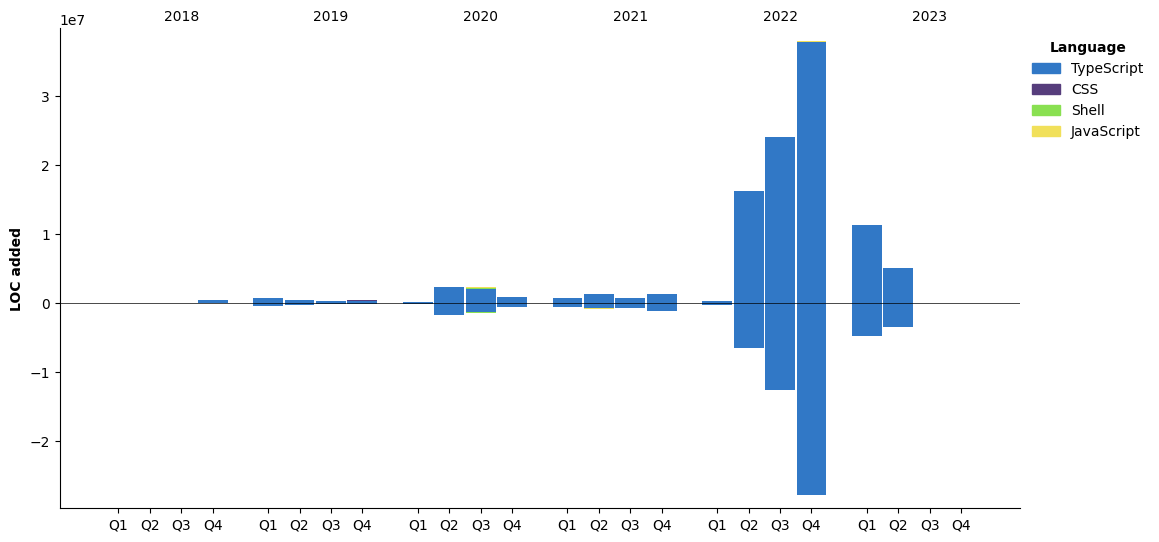 1e7
2018 2019 2020 2021 2022 2023
Language
TypeScript
CSS
Shell
JavaScript
LOC added
3
2
1
0
−1
−2
Q1 Q2 Q3 Q4 Q1 Q2 Q3 Q4 Q1 Q2 Q3 Q4 Q1 Q2 Q3 Q4 Q1 Q2 Q3 Q4 Q1 Q2 Q3 Q4